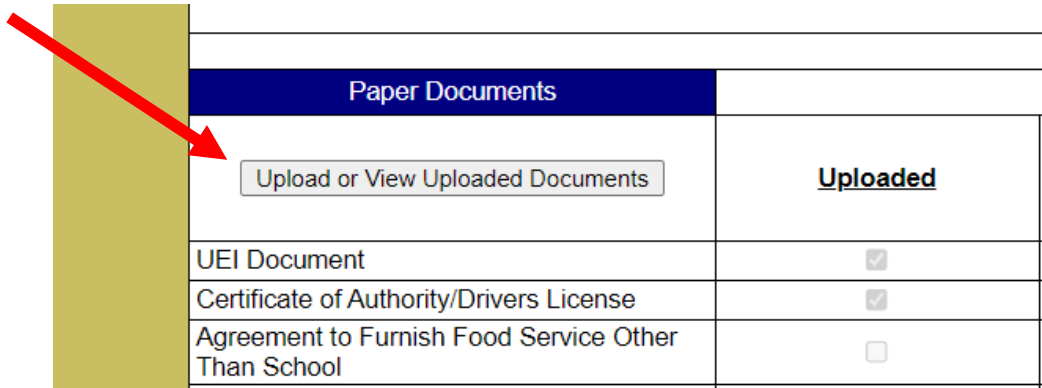 Paper Documents
Upload or View Uploaded Documents
Uploaded
UEI Document
Certificate of Authority/Drivers License
Agreement to Furnish Food Service Other
Than School